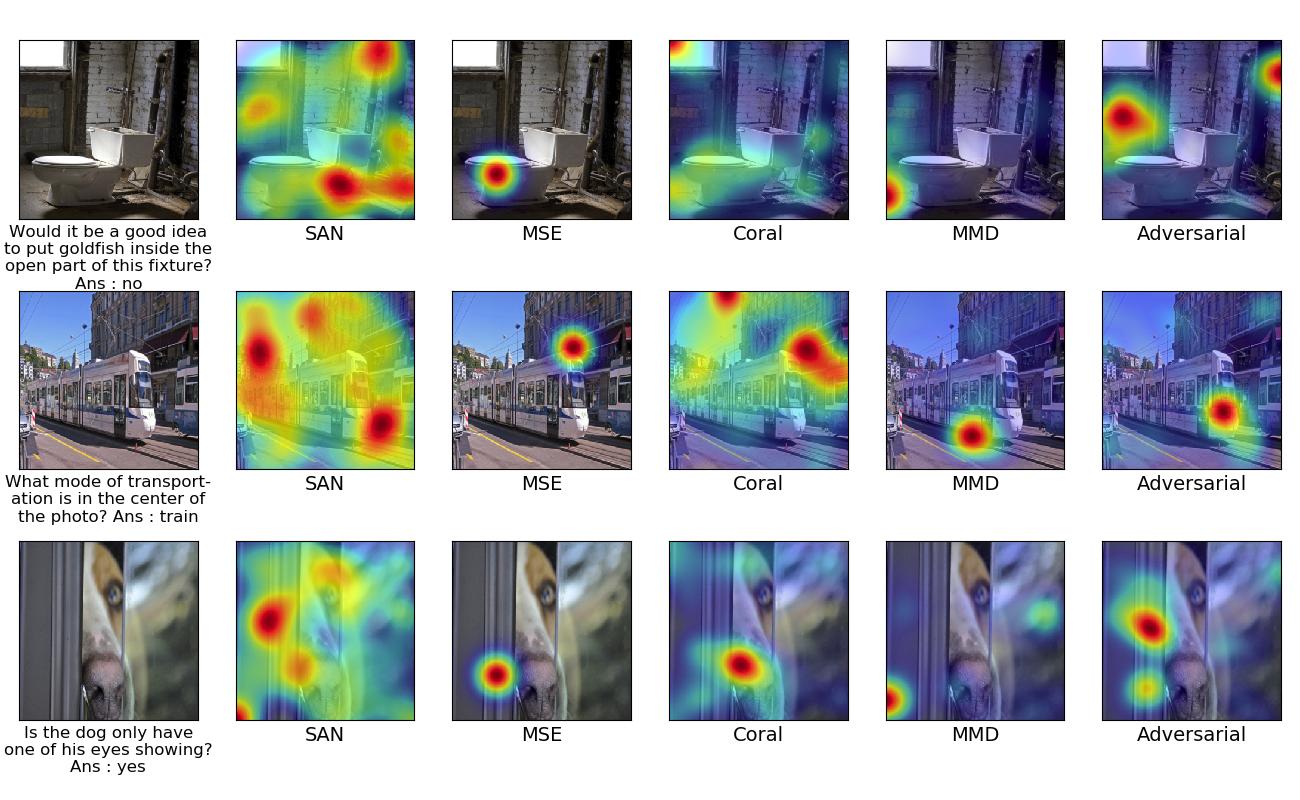 SAN
MSE
Coral
MMD
Adversarial
Would it be a good idea
to put goldfish inside the
open part of this fixture?
Ans : no
SAN
MSE
Coral
MMD
Adversarial
What mode of transport-
ation is in the center of
the photo? Ans : train
SAN
MSE
Coral
MMD
Adversarial
Is the dog only have
one of his eyes showing?
Ans : yes